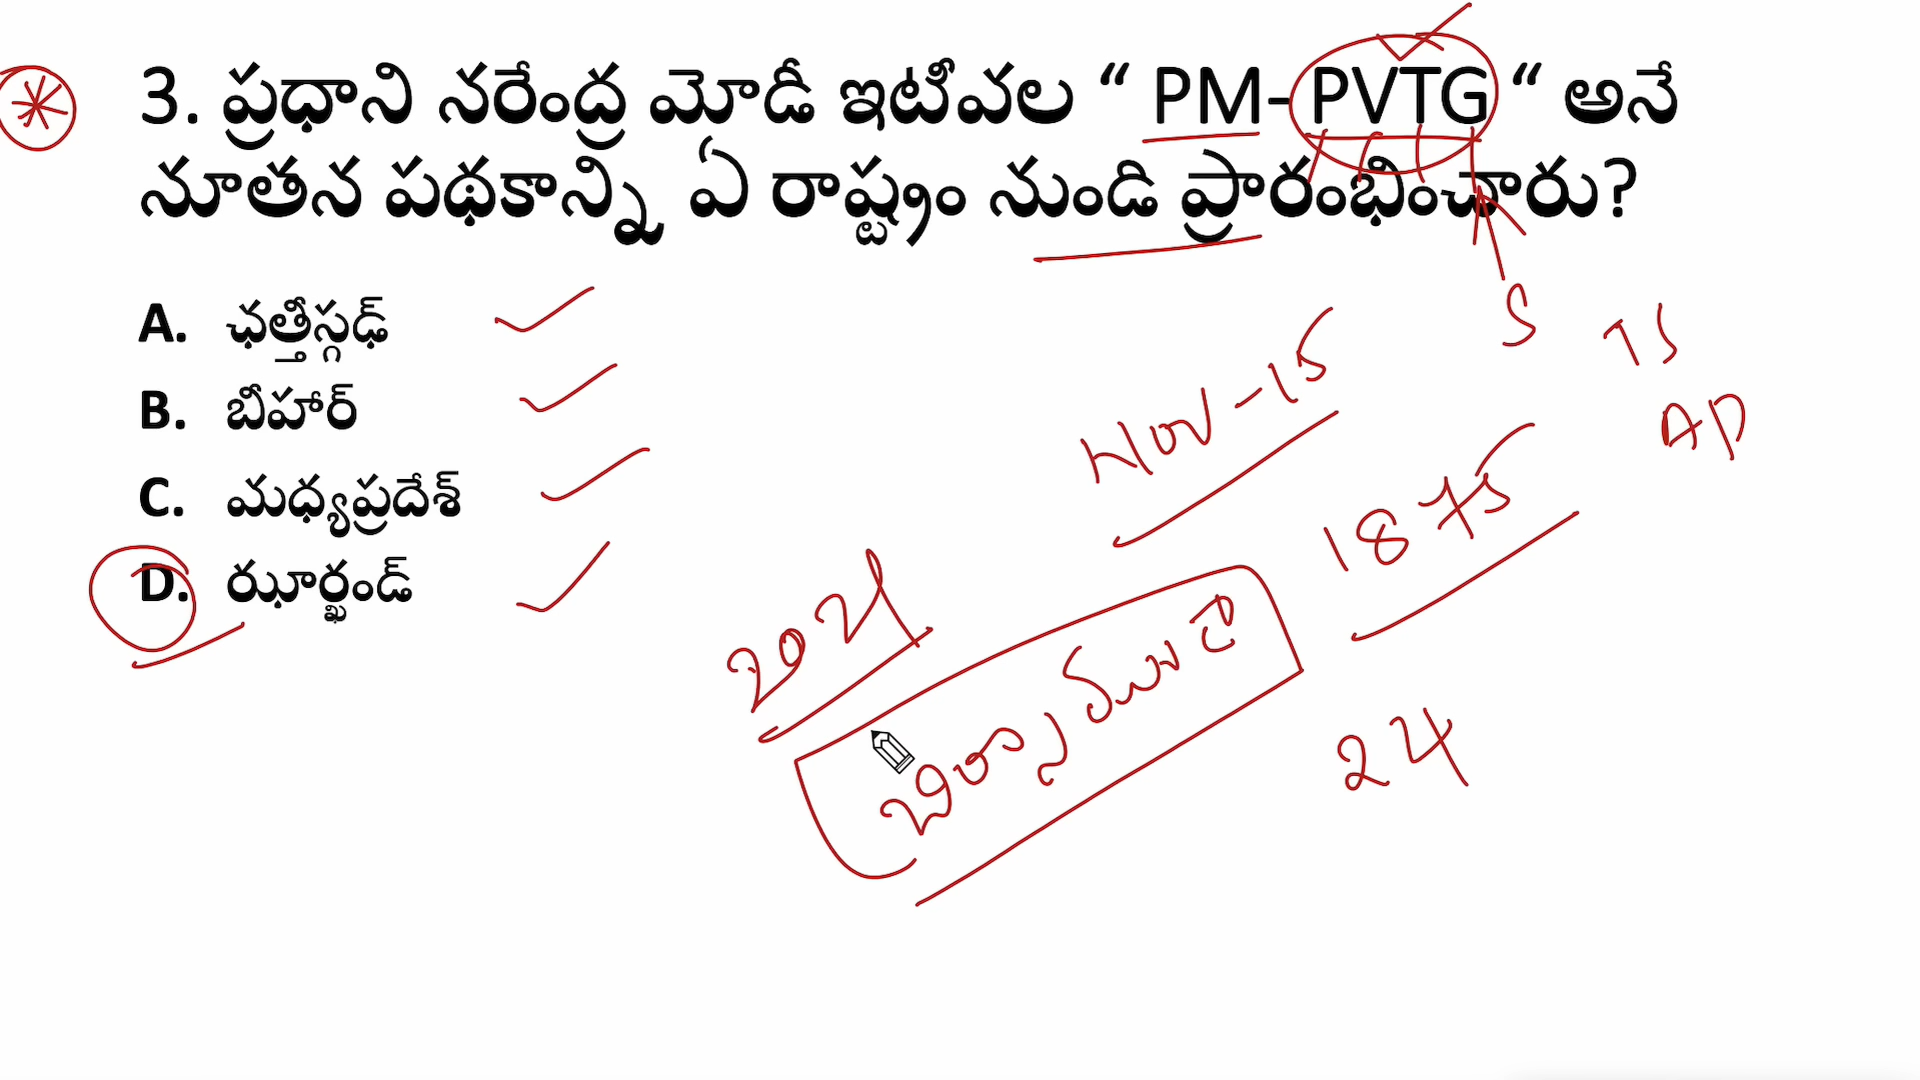 3. ప్రధాని నరేంద్ర మోడీ ఇటీవల “ PM-PVTG “ అనే
నూతన పథకాన్ని ఏ రాష్ట్రం నుండి ప్రారంభించారు?
A. ఛత్తీస్గఢ్
B. బీహార్
C. మధ్యప్రదేశ్
D. ఝార్ఖండ్
S
TS
AP
Nov-15
1875
2021
బిర్సాముండా
24